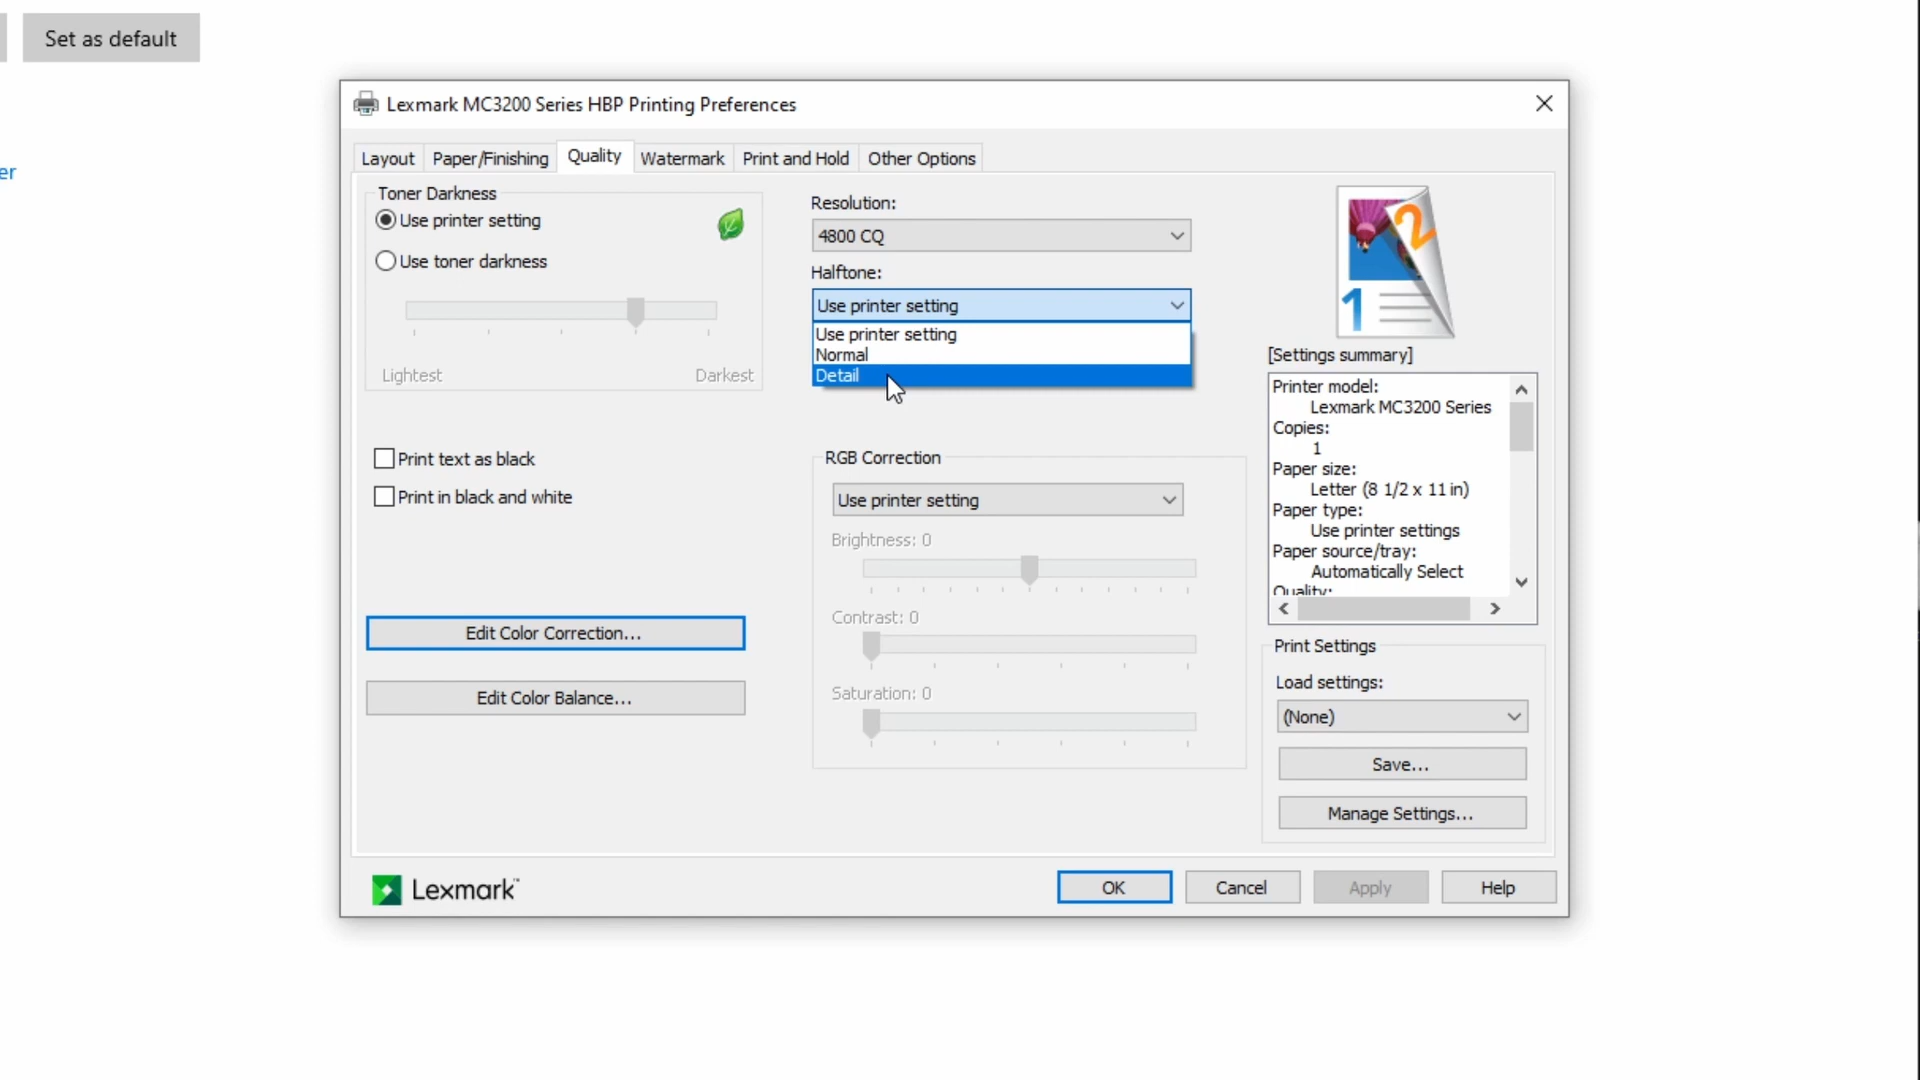 Set as default
er
Lexmark MC3200 Series HBP Printing Preferences
Layout Paper/Finishing Quality Watermark Print and Hold Other Options
Toner Darkness
Use printer setting
Use toner darkness
Lightest Darkest
Print text as black
Print in black and white
Edit Color Correction...
Edit Color Balance...
Resolution:
4800 CQ
Halftone:
Use printer setting
Use printer setting
Normal
Detail
RGB Correction
Use printer setting
Brightness: 0
Contrast: 0
Saturation: 0
2
1
[Settings summary]
Printer model:
Lexmark MC3200 Series
Copies:
1
Paper size:
Letter (8 1/2 x 11 in)
Paper type:
Use printer settings
Paper source/tray:
Automatically Select
Quality:
Print Settings
Load settings:
(None)
Save...
Manage Settings...
Lexmark™
OK Cancel Apply Help